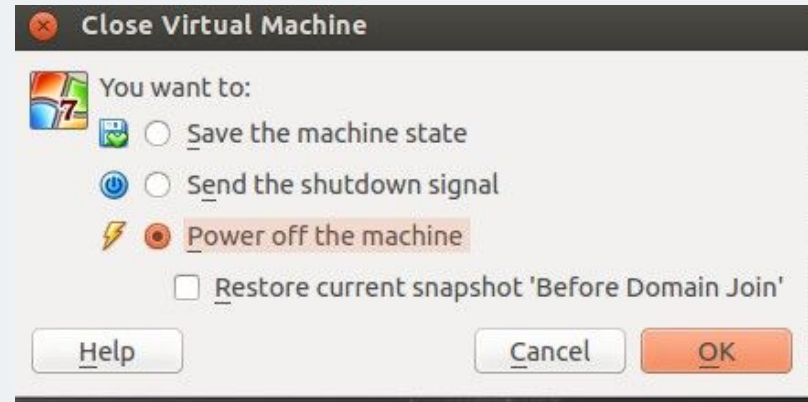 Close Virtual Machine
You want to:
7
Save the machine state
Send the shutdown signal
Power off the machine
Restore current snapshot 'Before Domain Join'
Help Cancel OK